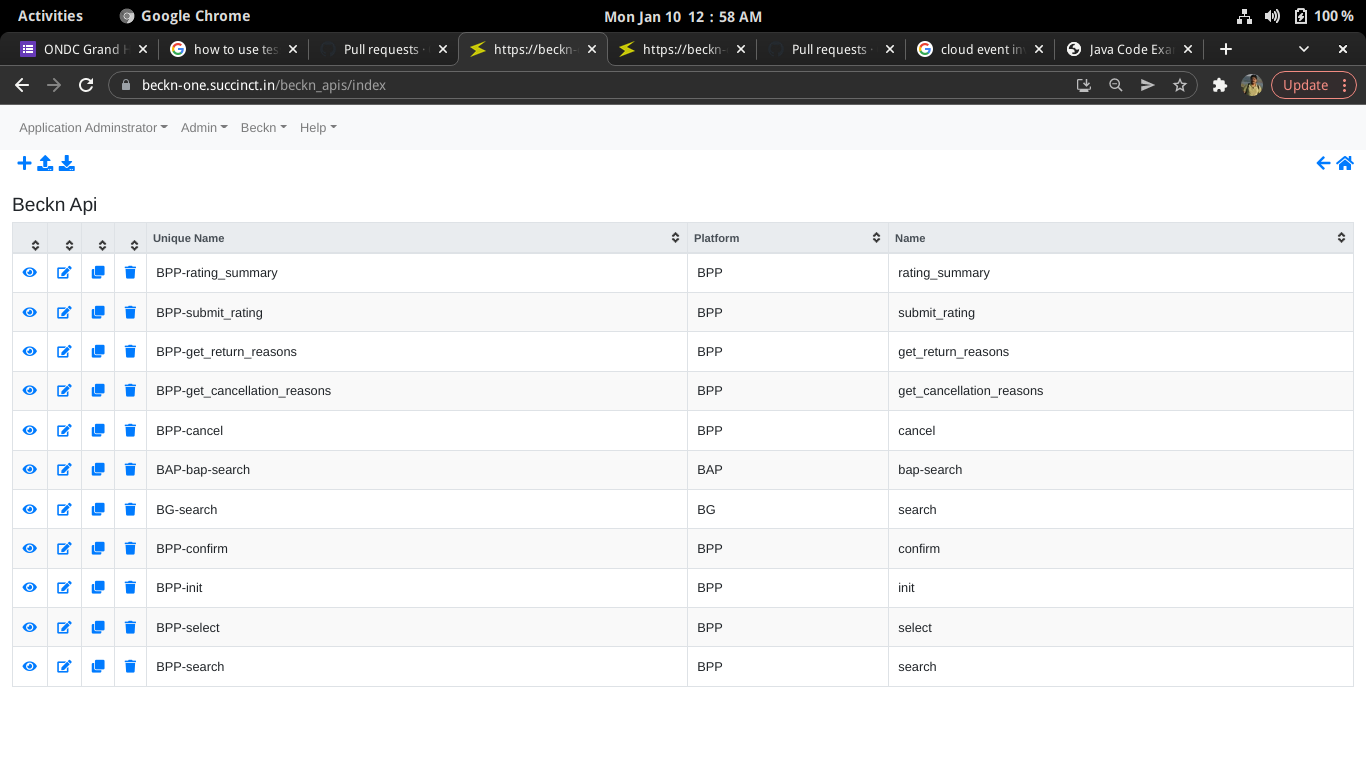 Activities Google Chrome Mon Jan 10 12 : 58 AM 100 %
ONDC Grand how to use tes Pull requests · https://beckn- https://beckn- Pull requests · cloud event in Java Code Exa
beckn-one.succinct.in/beckn_apis/index Update
Application Adminstrator Admin Beckn Help
Beckn Api
Unique Name Platform Name
BPP-rating_summary BPP rating_summary
BPP-submit_rating BPP submit_rating
BPP-get_return_reasons BPP get_return_reasons
BPP-get_cancellation_reasons BPP get_cancellation_reasons
BPP-cancel BPP cancel
BAP-bap-search BAP bap-search
BG-search BG search
BPP-confirm BPP confirm
BPP-init BPP init
BPP-select BPP select
BPP-search BPP search